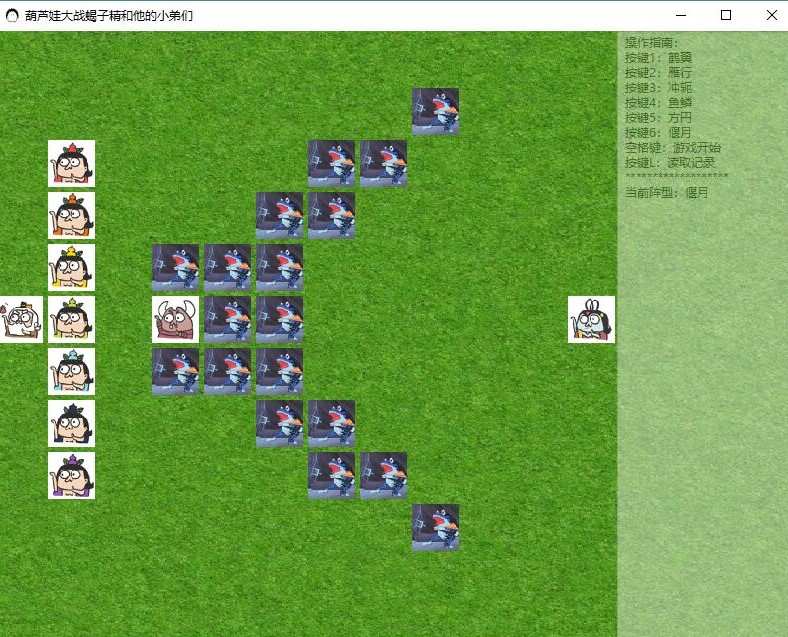 葫芦娃大战蝎子精和他的小弟们
操作指南:
按键1: 鹤翼
按键2: 雁行
按键3: 冲轭
按键4: 鱼鳞
按键5: 方円
按键6: 偃月
空格键: 游戏开始
按键L: 读取记录
*******************
当前阵型: 偃月